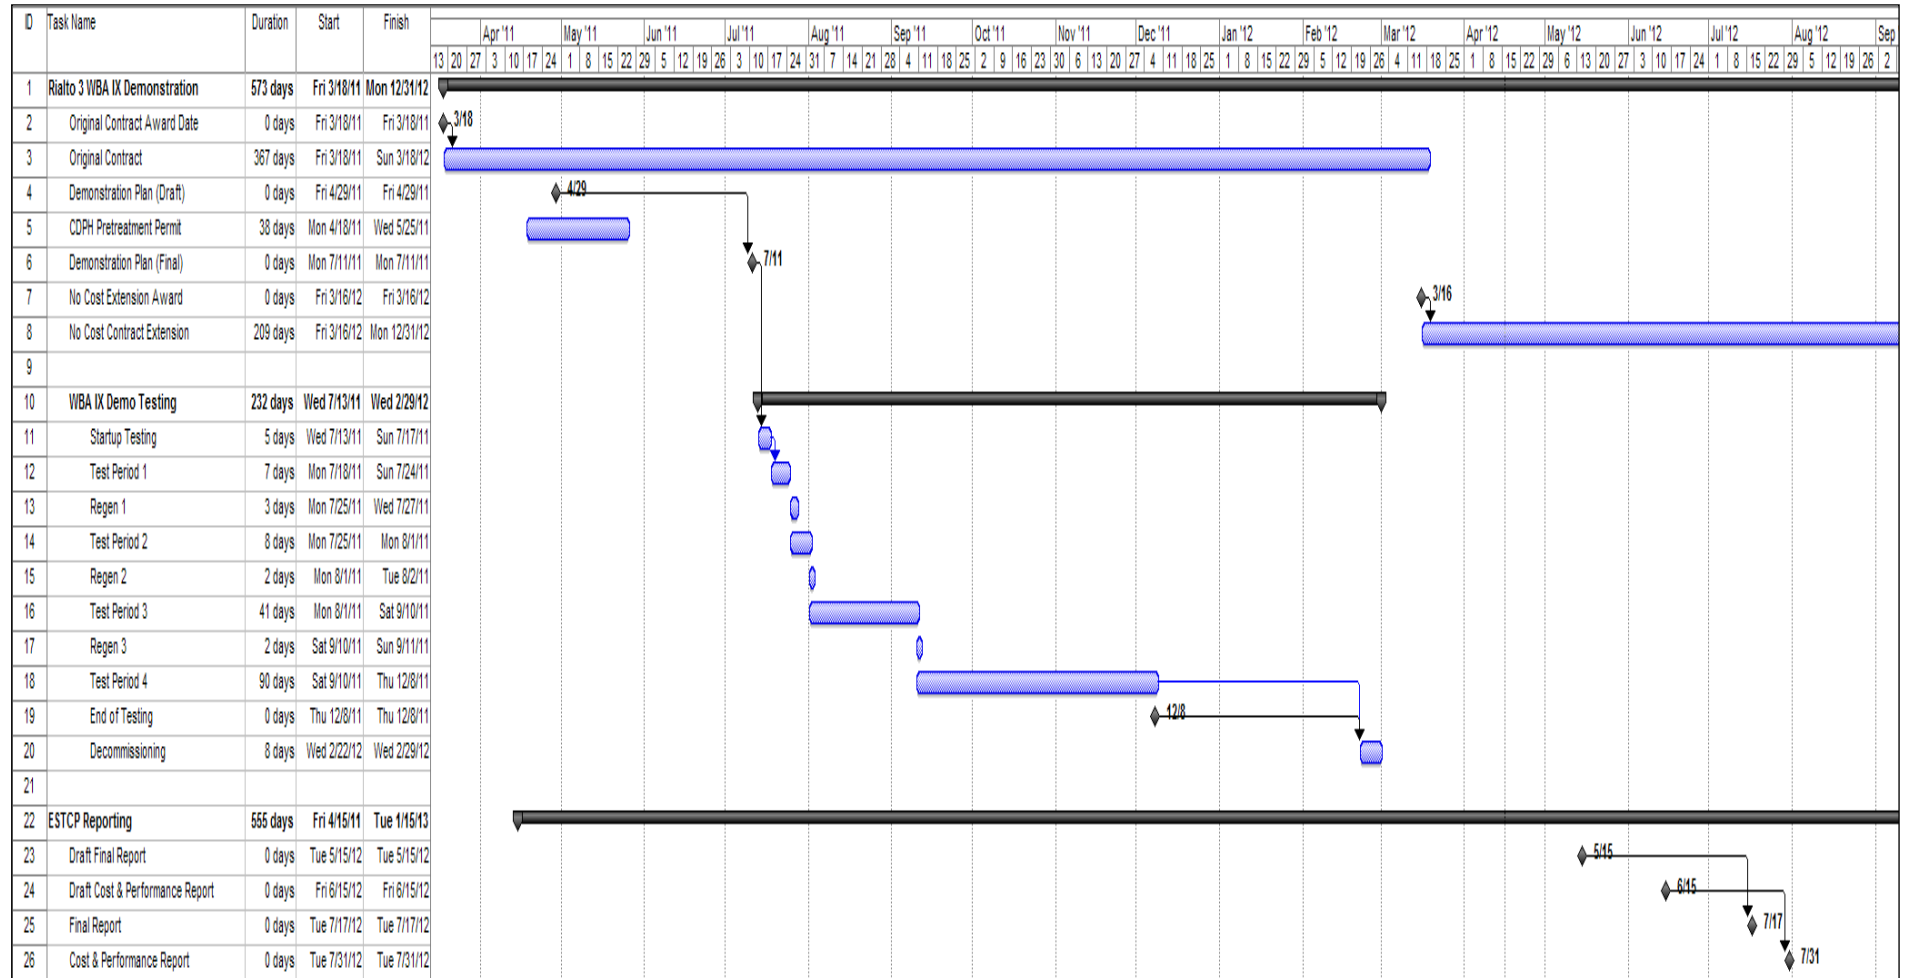 ID Task Name Duration Start Finish
Apr '11 May '11 Jun '11 Jul '11 Aug '11 Sep '11 Oct '11 Nov '11 Dec '11 Jan '12 Feb '12 Mar '12 Apr '12 May '12 Jun '12 Jul '12 Aug '12 Sep
13 20 27 3 10 17 24 1 8 15 22 29 5 12 19 26 3 10 17 24 31 7 14 21 28 4 11 18 25 2 9 16 23 30 6 13 20 27 4 11 18 25 1 8 15 22 29 5 12 19 26 4 11 18 25 1 8 15 22 29 6 13 20 27 3 10 17 24 1 8 15 22 29 5 12 19 26 2
1 Rialto 3 WBA IX Demonstration 573 days Fri 3/18/11 Mon 12/31/12
2 Original Contract Award Date 0 days Fri 3/18/11 Fri 3/18/11 3/18
3 Original Contract 367 days Fri 3/18/11 Sun 3/18/12
4 Demonstration Plan (Draft) 0 days Fri 4/29/11 Fri 4/29/11 4/29
5 CDPH Pretreatment Permit 38 days Mon 4/18/11 Wed 5/25/11
6 Demonstration Plan (Final) 0 days Mon 7/11/11 Mon 7/11/11 7/11
7 No Cost Extension Award 0 days Fri 3/16/12 Fri 3/16/12 3/16
8 No Cost Contract Extension 209 days Fri 3/16/12 Mon 12/31/12
9
10 WBA IX Demo Testing 232 days Wed 7/13/11 Wed 2/29/12
11 Startup Testing 5 days Wed 7/13/11 Sun 7/17/11
12 Test Period 1 7 days Mon 7/18/11 Sun 7/24/11
13 Regen 1 3 days Mon 7/25/11 Wed 7/27/11
14 Test Period 2 8 days Mon 7/25/11 Mon 8/1/11
15 Regen 2 2 days Mon 8/1/11 Tue 8/2/11
16 Test Period 3 41 days Mon 8/1/11 Sat 9/10/11
17 Regen 3 2 days Sat 9/10/11 Sun 9/11/11
18 Test Period 4 90 days Sat 9/10/11 Thu 12/8/11
19 End of Testing 0 days Thu 12/8/11 Thu 12/8/11 12/8
20 Decommissioning 8 days Wed 2/22/12 Wed 2/29/12
21
22 ESTCP Reporting 555 days Fri 4/15/11 Tue 1/15/13
23 Draft Final Report 0 days Tue 5/15/12 Tue 5/15/12 5/15
24 Draft Cost & Performance Report 0 days Fri 6/15/12 Fri 6/15/12 6/15
25 Final Report 0 days Tue 7/17/12 Tue 7/17/12 7/17
26 Cost & Performance Report 0 days Tue 7/31/12 Tue 7/31/12 7/31